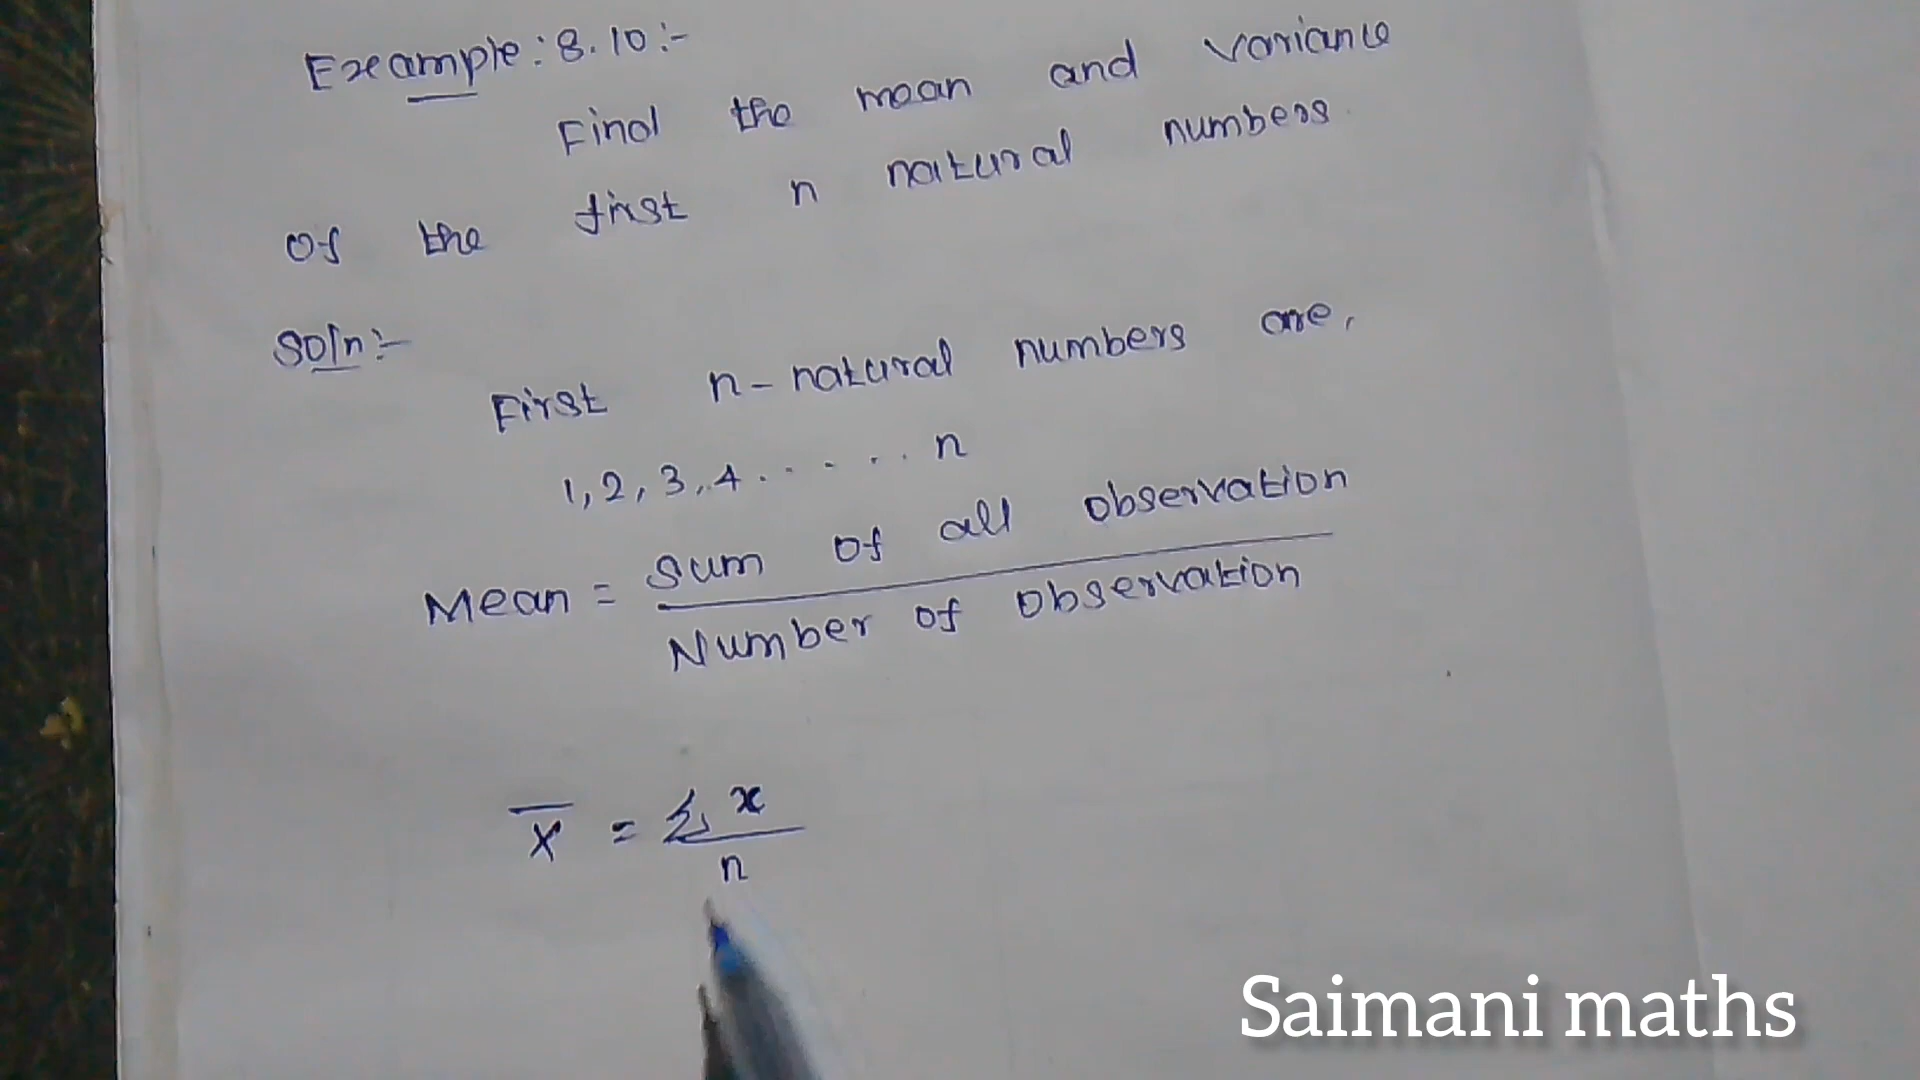 Example: 8.10:-
Find the mean and variance
of the first n natural numbers.
Soln:-
First n-natural numbers are,
1, 2, 3, 4 . . . . . n
Mean = Sum of all observation
Number of observation
X̄ = ∑ x
n
Saimani maths